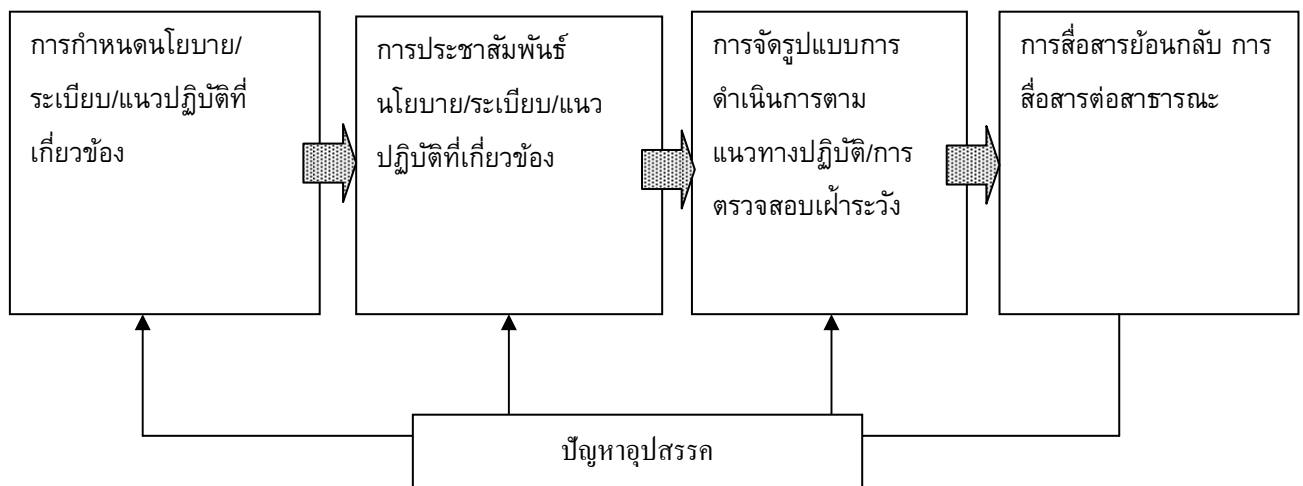 การกำหนดนโยบาย/
ระเบียบ/แนวปฏิบัติที่
เกี่ยวข้อง
การประชาสัมพันธ์
นโยบาย/ระเบียบ/แนว
ปฏิบัติที่เกี่ยวข้อง
การจัดรูปแบบการ
ดำเนินการตาม
แนวทางปฏิบัติ/การ
ตรวจสอบเฝ้าระวัง
การสื่อสารย้อนกลับ การ
สื่อสารต่อสาธารณะ
ปัญหาอุปสรรค